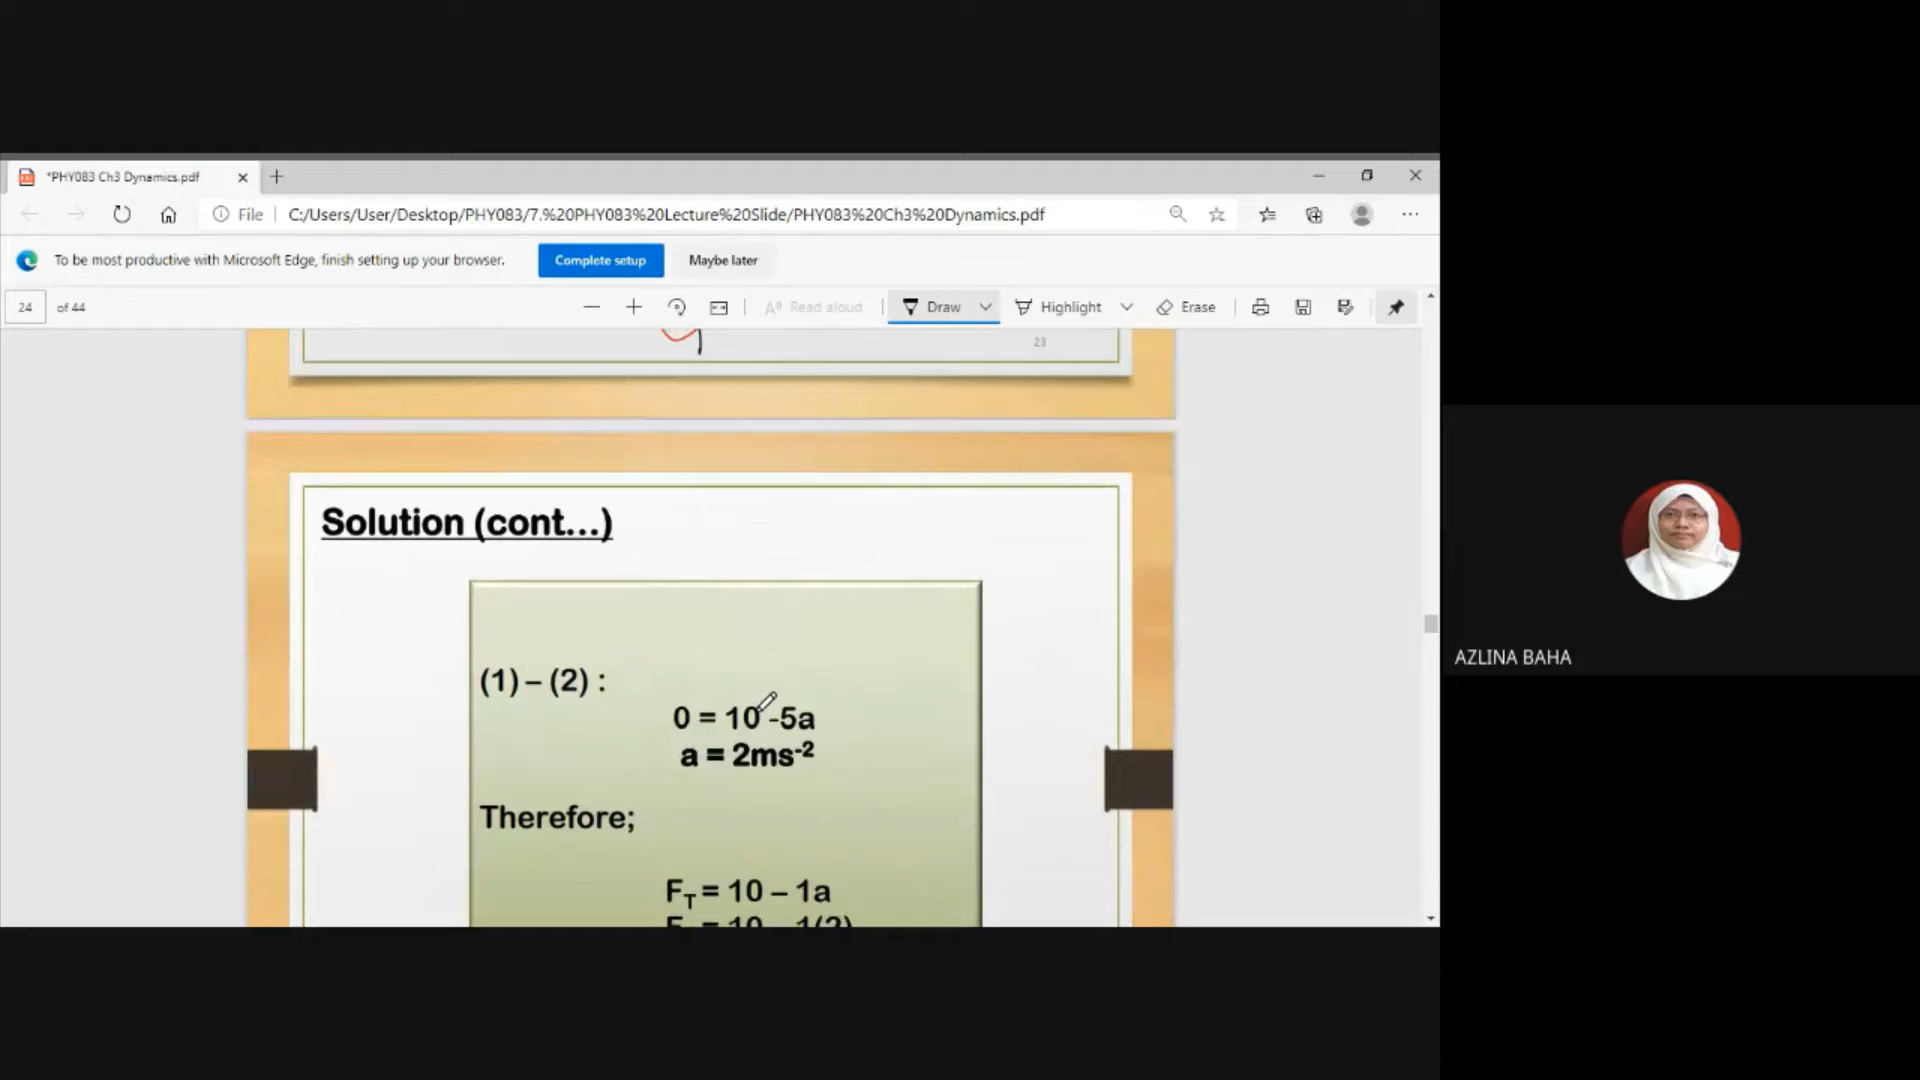 *PHY083 Ch3 Dynamics.pdf
File C:/Users/User/Desktop/PHY083/7.%20PHY083%20Lecture%20Slide/PHY083%20Ch3%20Dynamics.pdf
To be most productive with Microsoft Edge, finish setting up your browser. Complete setup Maybe later
24 of 44 Read aloud Draw Highlight Erase
23
Solution (cont...)
(1) – (2) :
0 = 10 -5a
a = 2ms⁻²
Therefore;
F_T = 10 – 1a
AZLINA BAHA